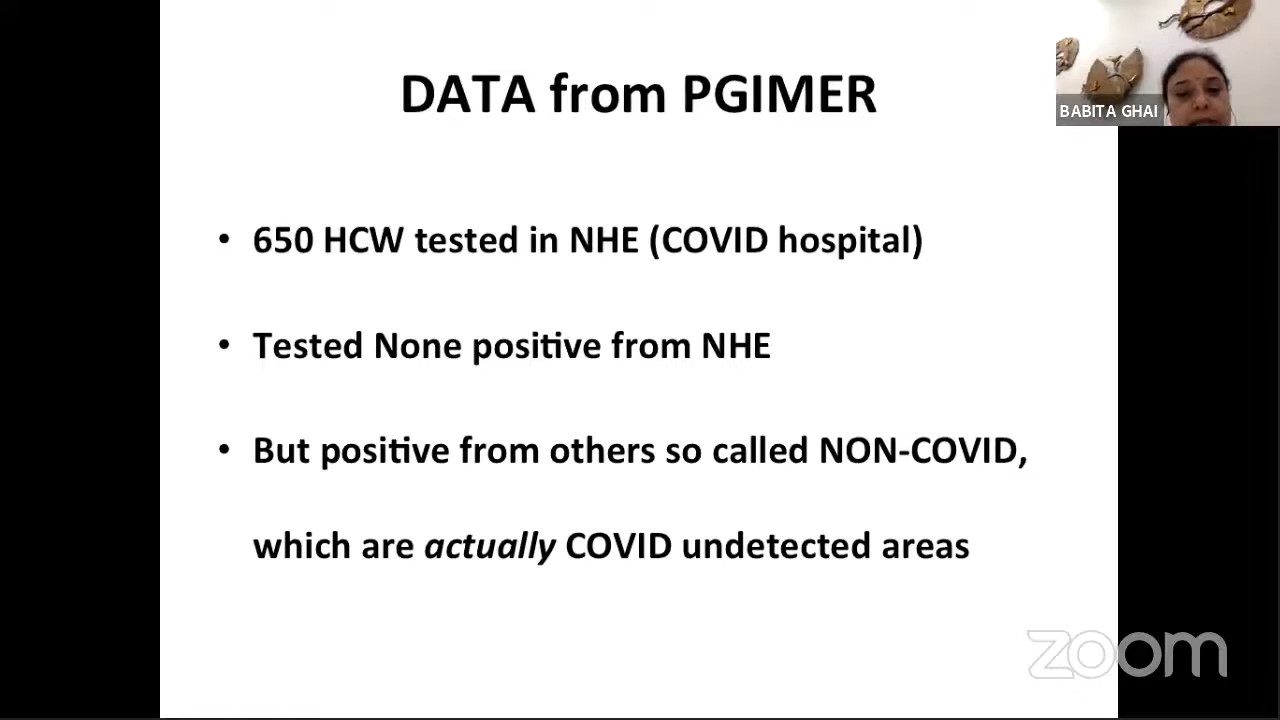 DATA from PGIMER
BABITA GHAI
• 650 HCW tested in NHE (COVID hospital)
• Tested None positive from NHE
• But positive from others so called NON-COVID,
which are actually COVID undetected areas
zoom